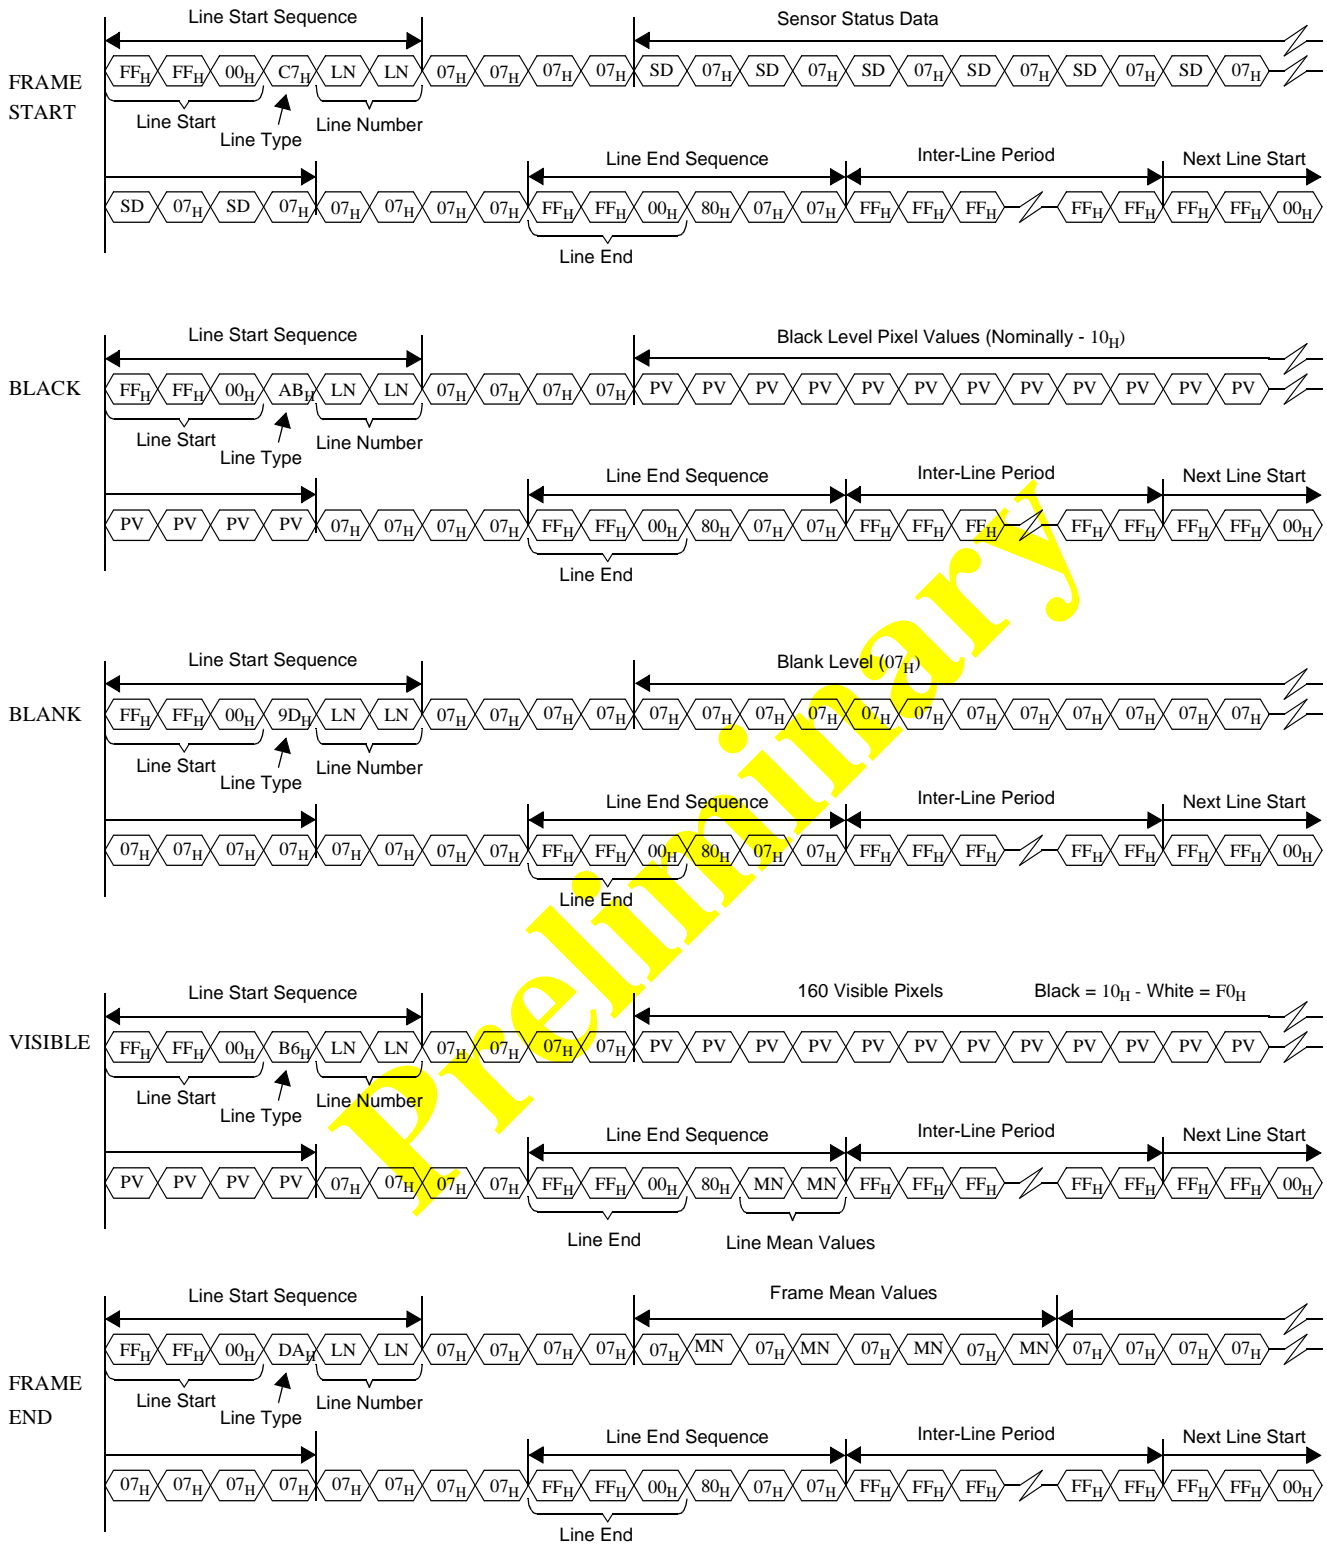 Line Start Sequence Sensor Status Data
FRAME START
FFH FFH 00H C7H LN LN 07H 07H 07H 07H SD 07H SD 07H SD 07H SD 07H SD 07H SD 07H
Line Start Line Type Line Number
Line End Sequence Inter-Line Period Next Line Start
SD 07H SD 07H 07H 07H 07H 07H FFH FFH 00H 80H 07H 07H FFH FFH FFH FFH FFH FFH FFH 00H
Line End
Line Start Sequence Black Level Pixel Values (Nominally - 10H)
BLACK
FFH FFH 00H ABH LN LN 07H 07H 07H 07H PV PV PV PV PV PV PV PV PV PV PV PV
Line Start Line Type Line Number
Line End Sequence Inter-Line Period Next Line Start
PV PV PV PV 07H 07H 07H 07H FFH FFH 00H 80H 07H 07H FFH FFH FFH FFH FFH FFH FFH 00H
Line End
Line Start Sequence Blank Level (07H)
BLANK
FFH FFH 00H 9DH LN LN 07H 07H 07H 07H 07H 07H 07H 07H 07H 07H 07H 07H 07H 07H 07H 07H
Line Start Line Type Line Number
Line End Sequence Inter-Line Period Next Line Start
07H 07H 07H 07H 07H 07H 07H 07H FFH FFH 00H 80H 07H 07H FFH FFH FFH FFH FFH FFH FFH 00H
Line End
Line Start Sequence 160 Visible Pixels Black = 10H - White = F0H
VISIBLE
FFH FFH 00H B6H LN LN 07H 07H 07H 07H PV PV PV PV PV PV PV PV PV PV PV PV
Line Start Line Type Line Number
Line End Sequence Inter-Line Period Next Line Start
PV PV PV PV 07H 07H 07H 07H FFH FFH 00H 80H MN MN FFH FFH FFH FFH FFH FFH FFH 00H
Line End Line Mean Values
Line Start Sequence Frame Mean Values
FRAME END
FFH FFH 00H DAH LN LN 07H 07H 07H 07H 07H MN 07H MN 07H MN 07H MN 07H 07H 07H 07H
Line Start Line Type Line Number
Line End Sequence Inter-Line Period Next Line Start
07H 07H 07H 07H 07H 07H 07H 07H FFH FFH 00H 80H 07H 07H FFH FFH FFH FFH FFH FFH FFH 00H
Line End
Preliminary